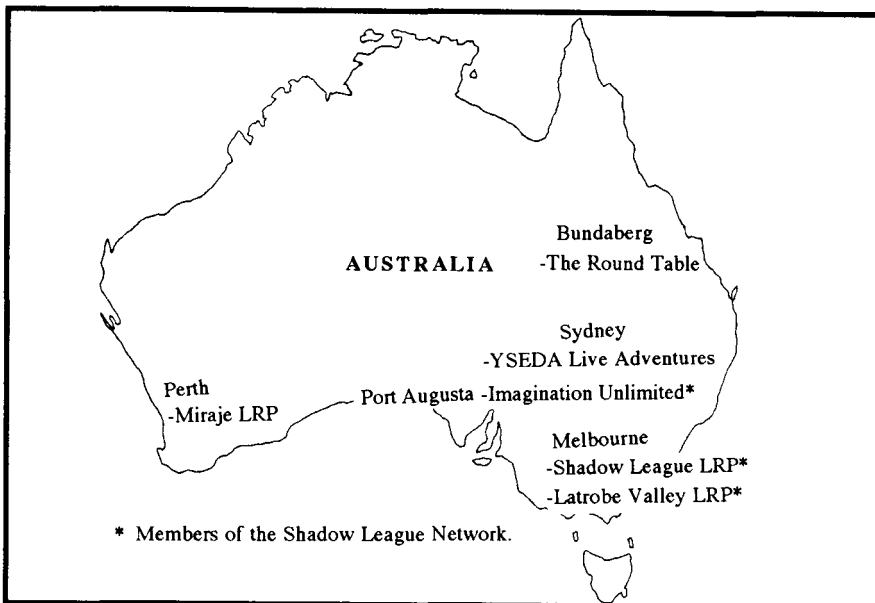 Bundaberg
AUSTRALIA
-The Round Table
Sydney
-YSEDA Live Adventures
Perth
-Miraje LRP
Port Augusta -Imagination Unlimited*
Melbourne
-Shadow League LRP*
-Latrobe Valley LRP*
* Members of the Shadow League Network.